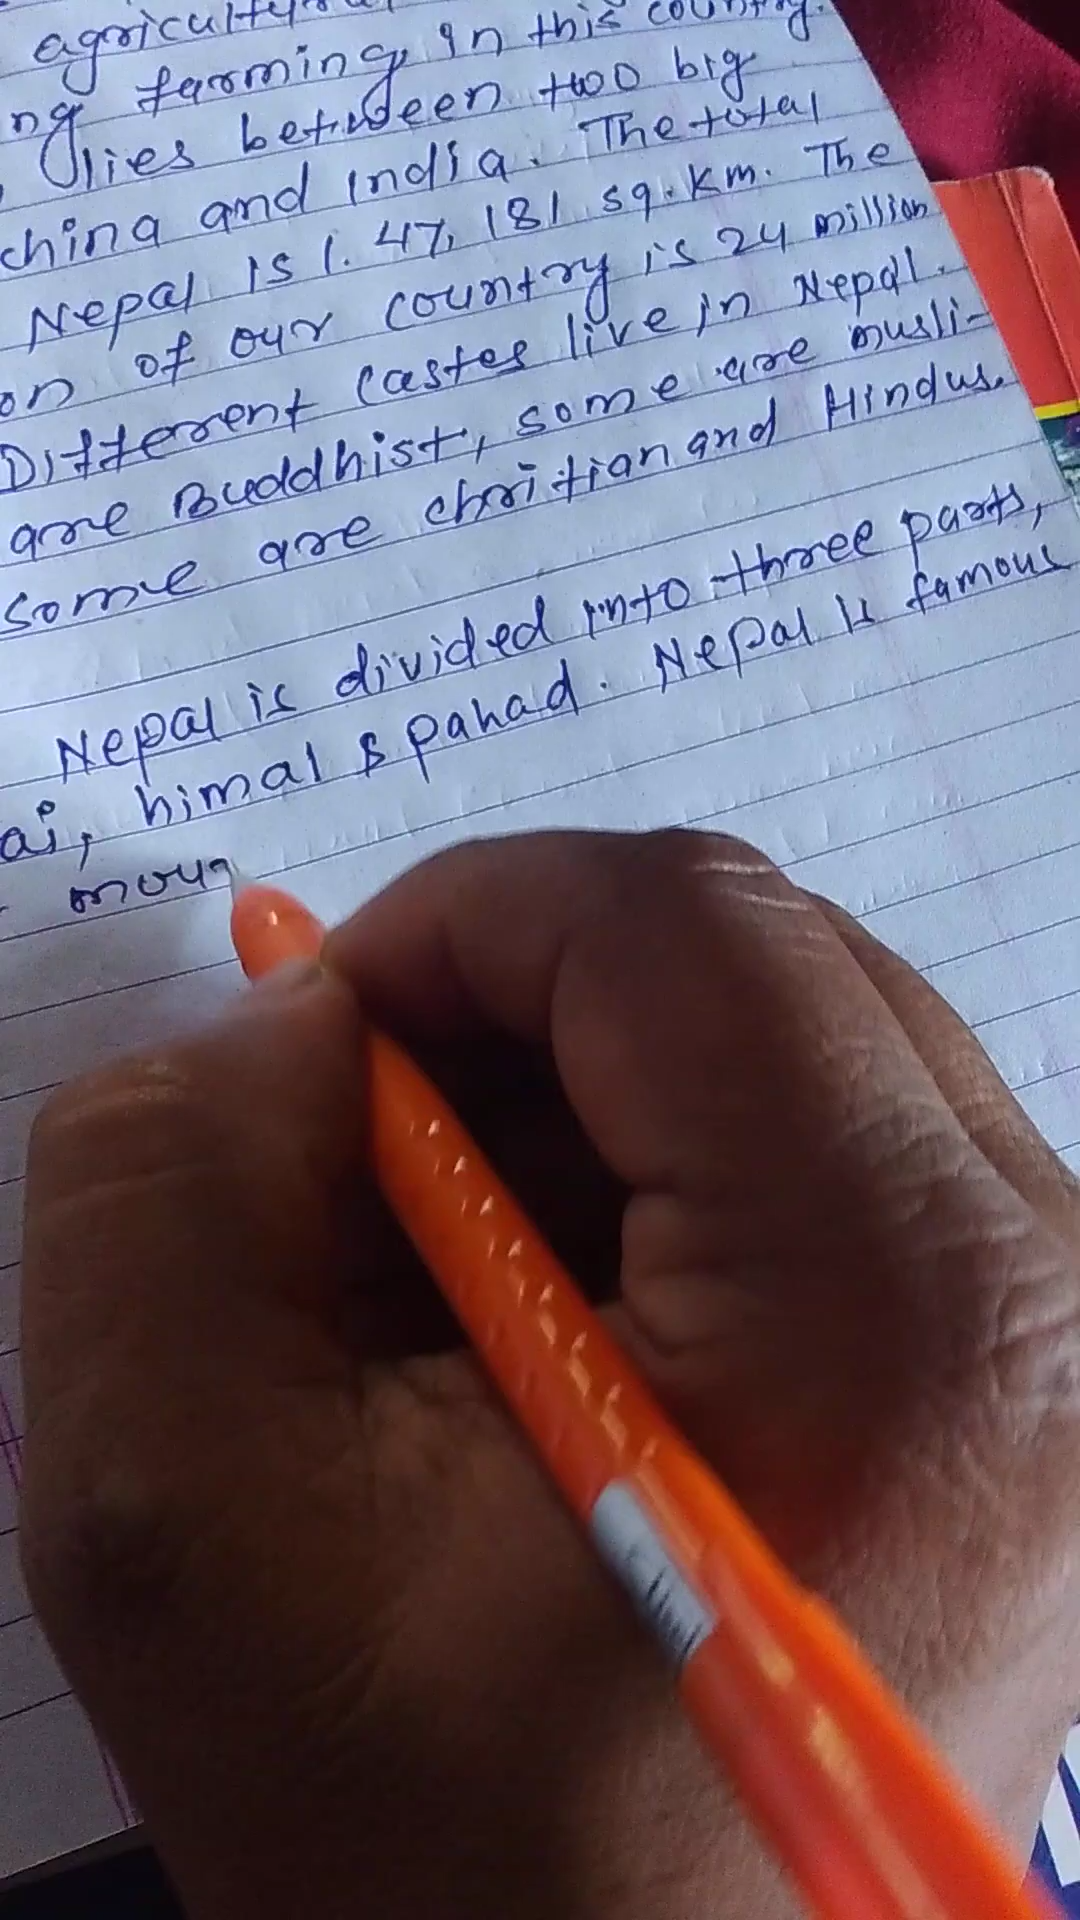 farming in this country.
ng lies between two big
china and India. The total
Nepal is 1. 47, 181 sq. km. The
on of our country is 24 million
Different castes live in Nepal.
are Buddhist, some are musli-
some are chritian and Hindus.
Nepal is divided into three parts,
ai, himal & pahad. Nepal is famous
moun